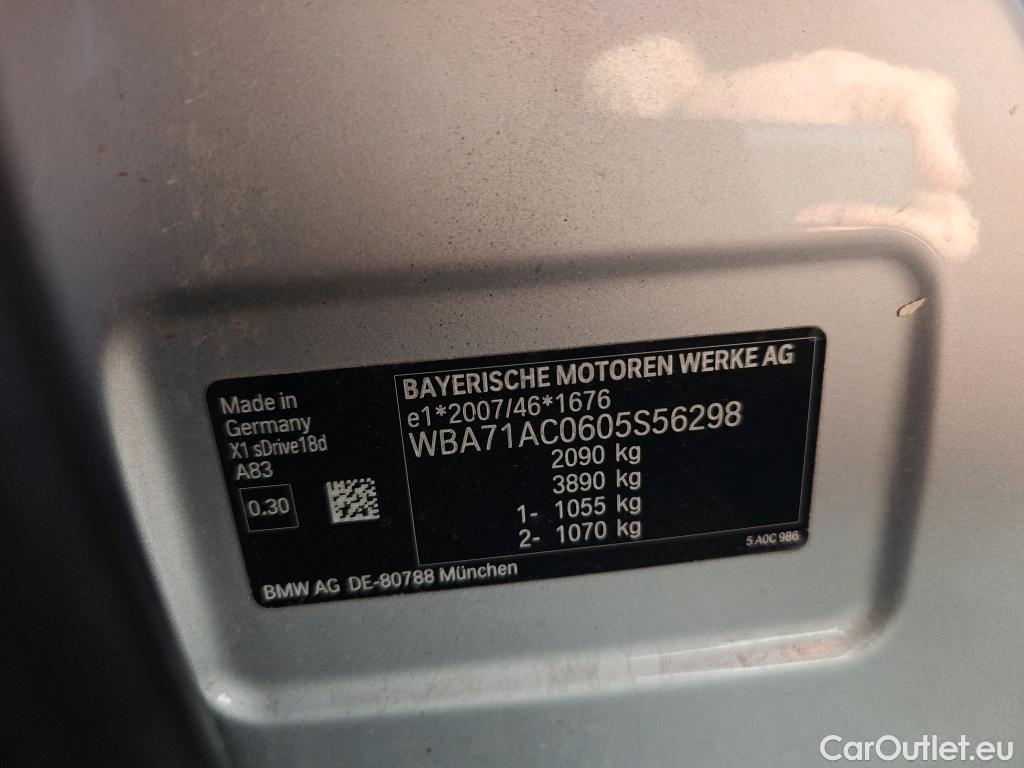 Made in
Germany
X1 sDrive18d
A83
0.30
BAYERISCHE MOTOREN WERKE AG
e1*2007/46*1676
WBA71AC0605S56298
2090 kg
3890 kg
1- 1055 kg
2- 1070 kg
5 A0C 986
BMW AG DE-80788 München
CarOutlet.eu